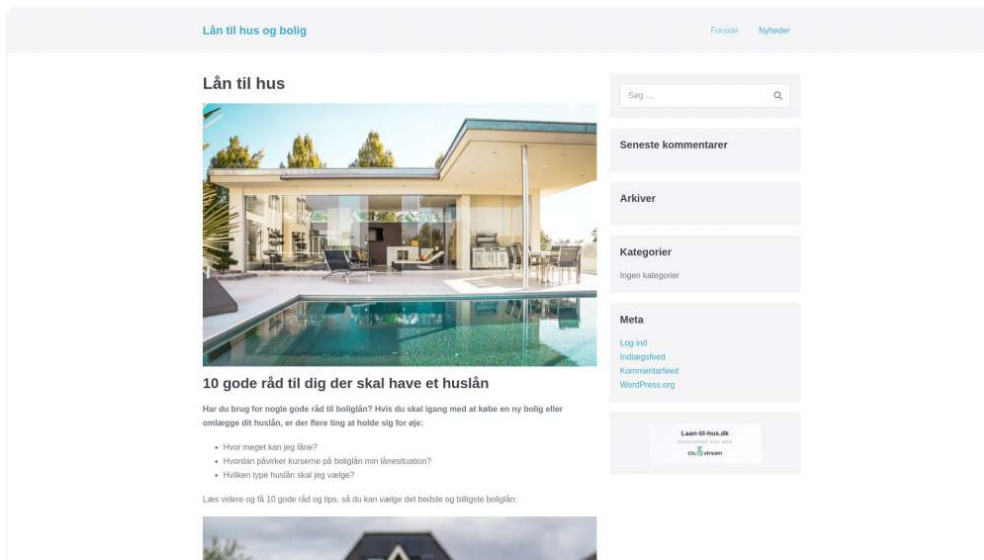 Lån til hus og bolig
Forside
Nyheder
Lån til hus
10 gode råd til dig der skal have et huslån
Har du brug for nogle gode råd til boliglån? Hvis du skal igang med at købe en ny bolig eller
omlægge dit huslån, er der flere ting at holde sig for øje:
Hvor meget kan jeg låne?
Hvordan påvirker kurserne på boliglån min lånesituation?
Hvilken type huslån skal jeg vælge?
Læs videre og få 10 gode råd og tips, så du kan vælge det bedste og billigste boliglån:
Søg ...
Seneste kommentarer
Arkiver
Kategorier
Ingen kategorier
Meta
Log ind
Indlægsfeed
Kommentarfeed
WordPress.org
Laan-til-hus.dk
stream